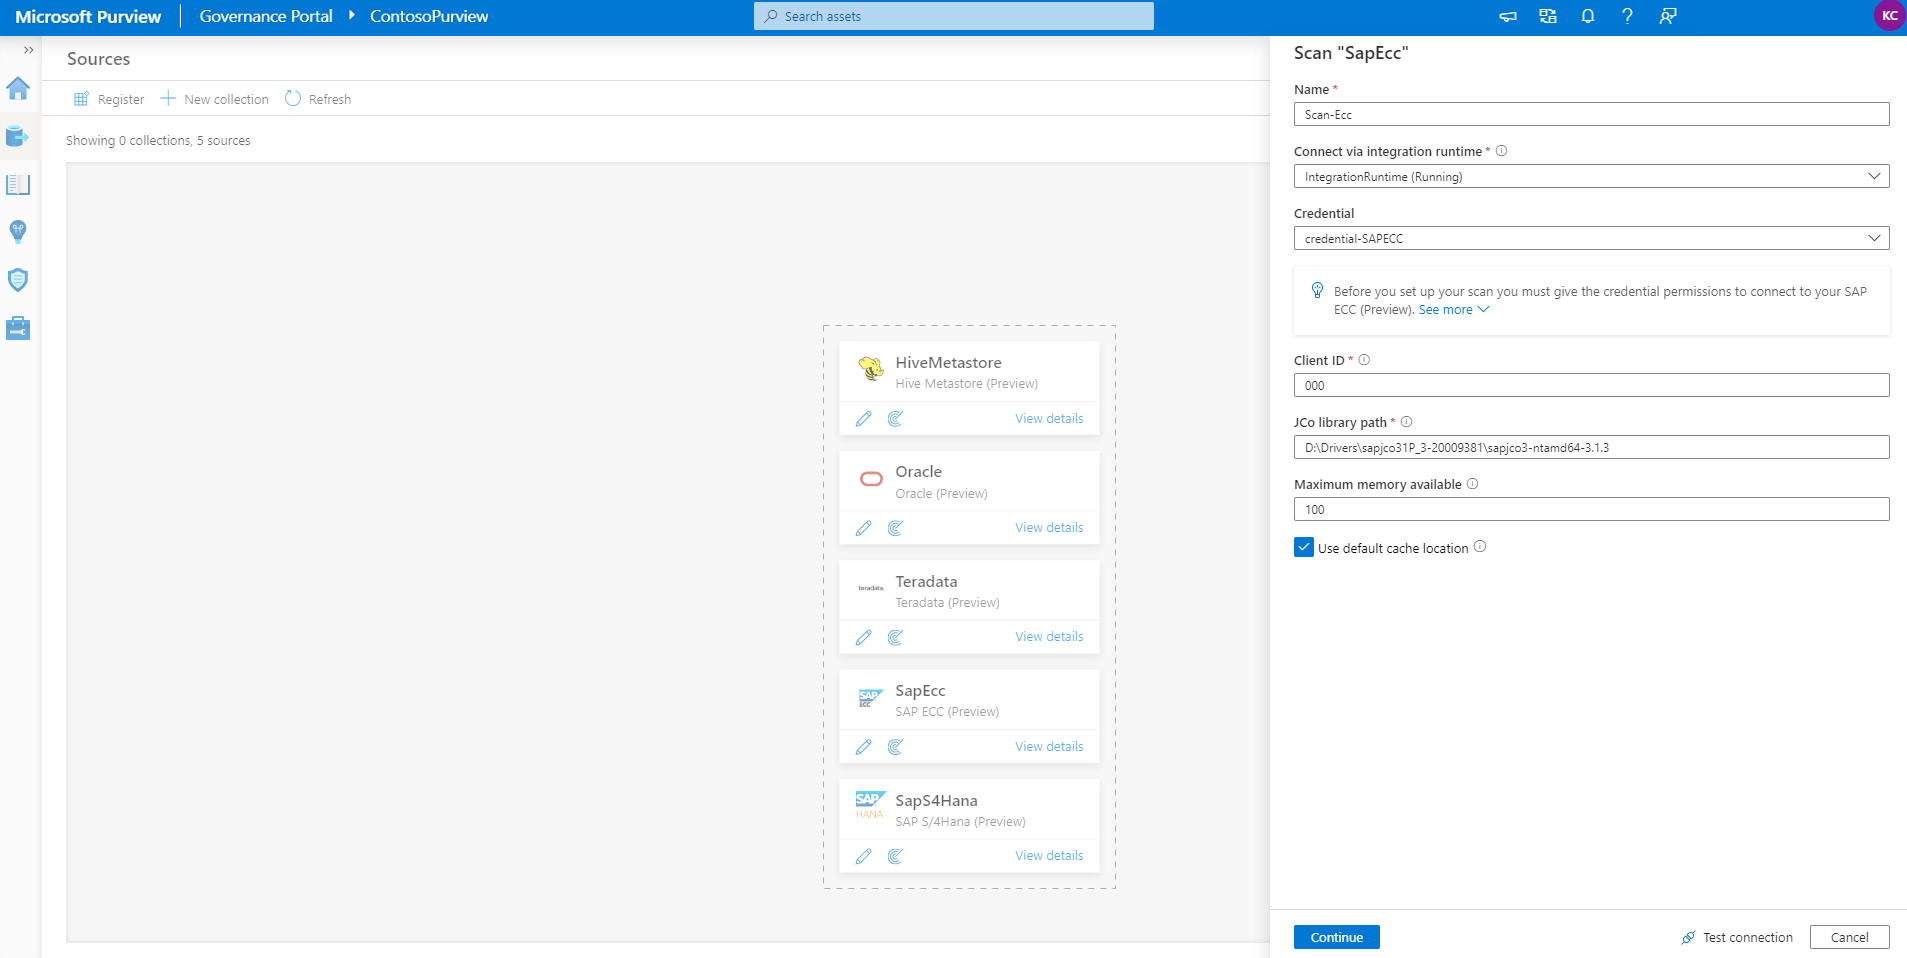 Microsoft Purview
Governance Portal
ContosoPurview
Search assets
KC
Sources
Register
New collection
Refresh
Showing 0 collections, 5 sources
HiveMetastore
Hive Metastore (Preview)
View details
Oracle
Oracle (Preview)
View details
teradata.
Teradata
Teradata (Preview)
View details
SAP
ECC
SapEcc
SAP ECC (Preview)
View details
SAP
HANA
SapS4Hana
SAP S/4Hana (Preview)
View details
Scan "SapEcc"
Name *
Scan-Ecc
Connect via integration runtime *
IntegrationRuntime (Running)
Credential
credential-SAPECC
Before you set up your scan you must give the credential permissions to connect to your SAP
ECC (Preview). See more
Client ID *
000
JCo library path *
D:\Drivers\sapjco31P_3-20009381\sapjco3-ntamd64-3.1.3
Maximum memory available
100
Use default cache location
Continue
Test connection
Cancel